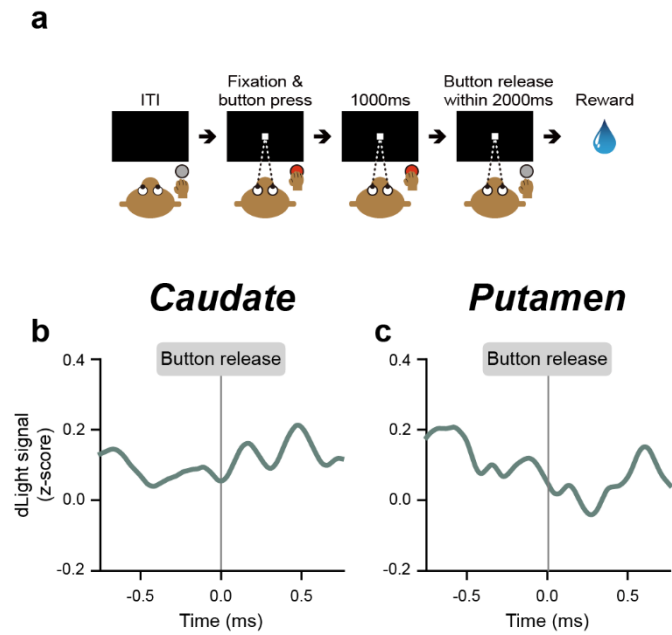 a
ITI
Fixation &
button press
1000ms
Button release
within 2000ms
Reward
Caudate
Putamen
b
Button release
0.4
0.2
0.0
-0.2
dLight signal
(z-score)
-0.5
0.0
0.5
Time (ms)
c
Button release
0.4
0.2
0.0
-0.2
-0.5
0.0
0.5
Time (ms)